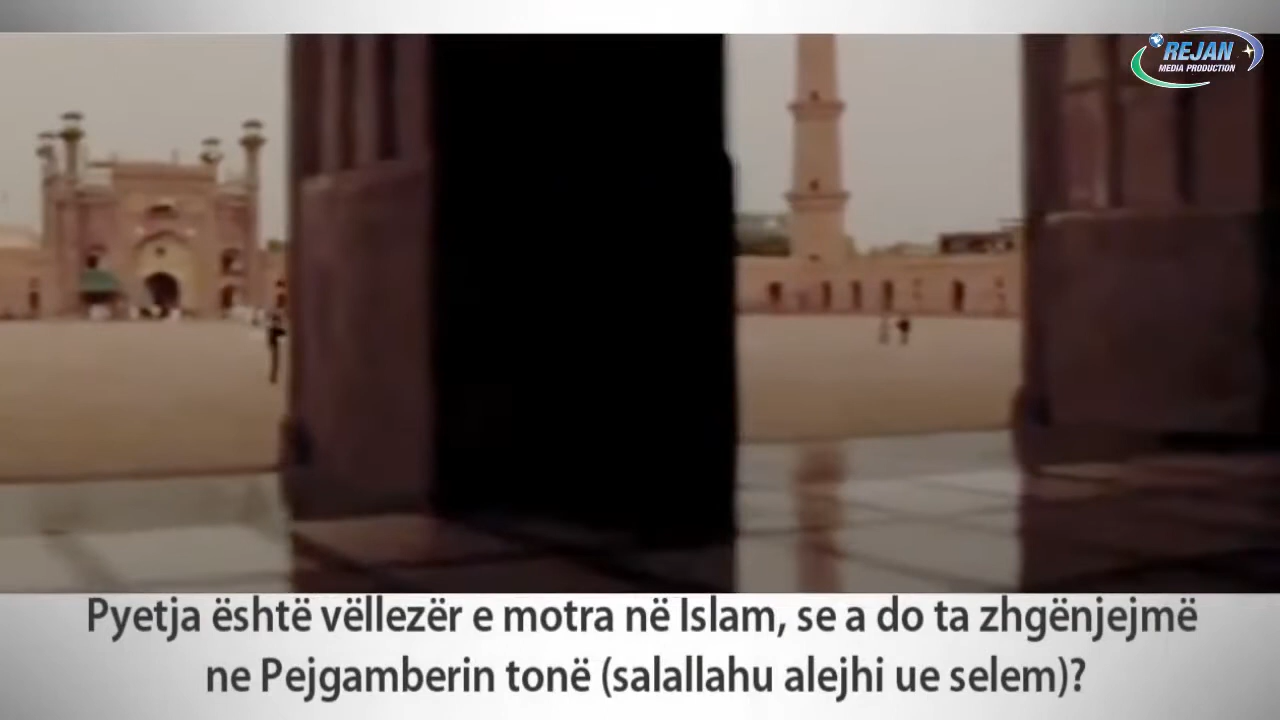 REJAN
MEDIA PRODUCTION
Pyetja është vëllezër e motra në Islam, se a do ta zhgënjejmë
ne Pejgamberin tonë (salallahu alejhi ue selem)?